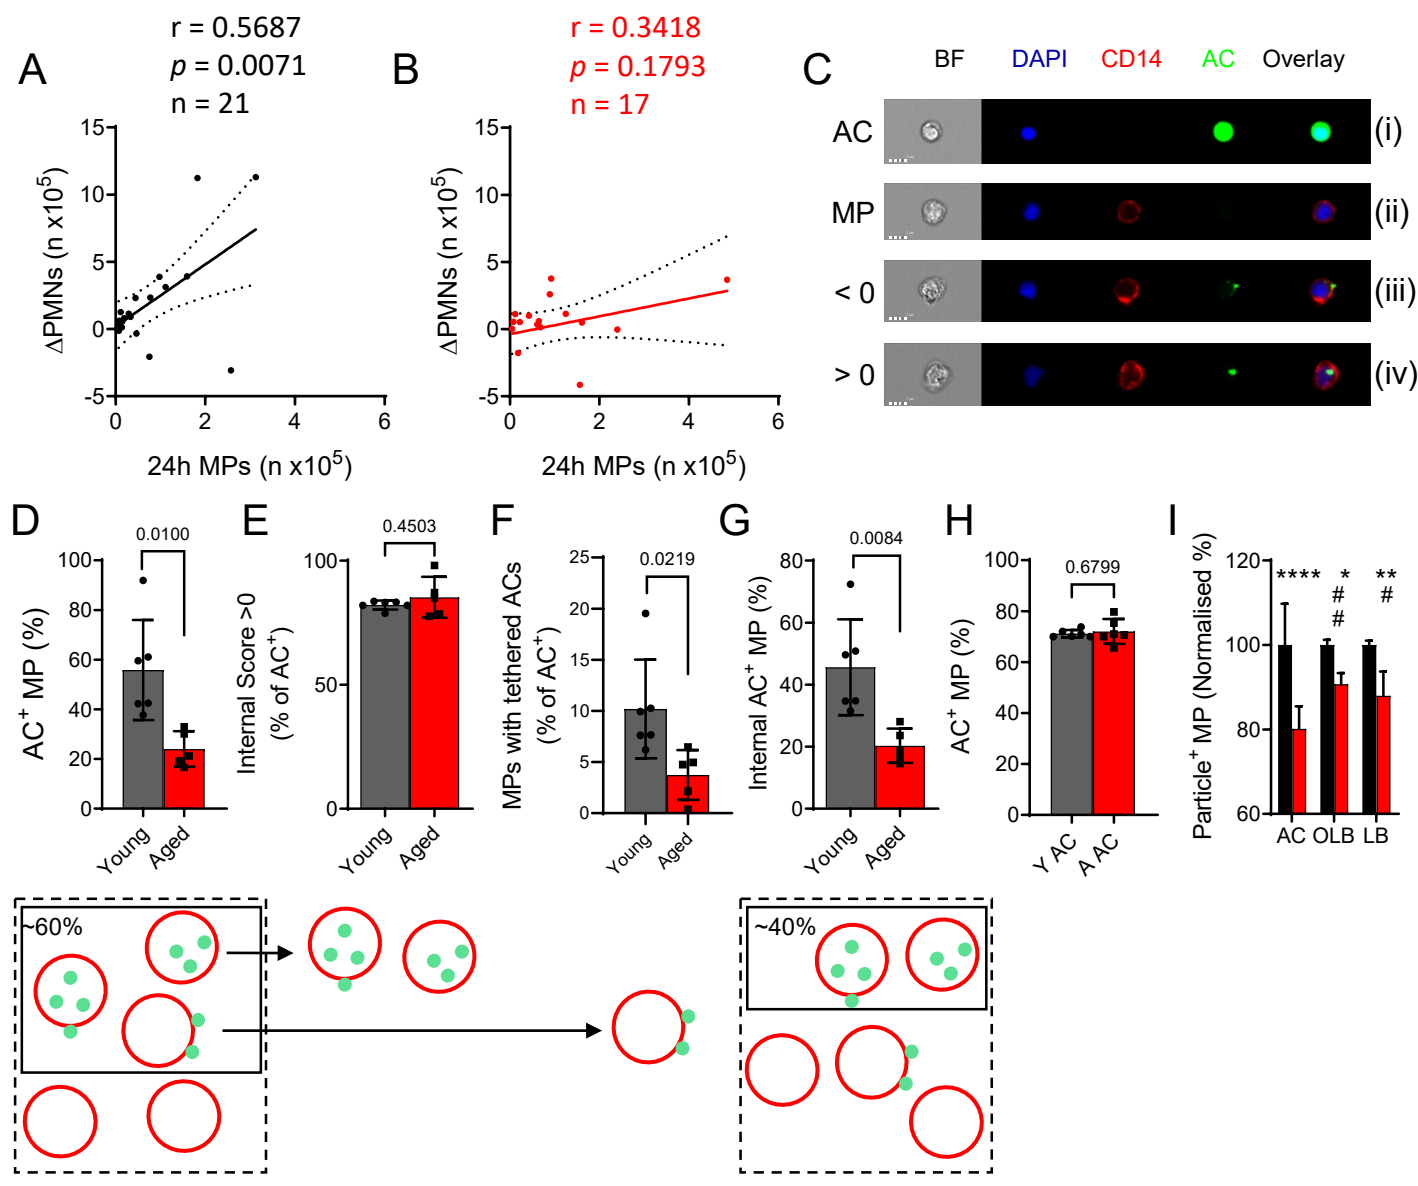 r = 0.5687
p = 0.0071
n = 21
r = 0.3418
p = 0.1793
n = 17
A
15
10
5
0
-5
0 2 4 6
ΔPMNs (n x10⁵)
24h MPs (n x10⁵)
B
15
10
5
0
-5
0 2 4 6
ΔPMNs (n x10⁵)
24h MPs (n x10⁵)
C
BF DAPI CD14 AC Overlay
AC (i)
MP (ii)
< 0 (iii)
> 0 (iv)
D
0.0100
100
80
60
40
20
0
AC⁺ MP (%)
Young Aged
E
0.4503
100
50
0
Internal Score >0
(% of AC⁺)
Young Aged
F
0.0219
25
20
15
10
5
0
MPs with tethered ACs
(% of AC⁺)
Young Aged
G
0.0084
80
60
40
20
0
Internal AC⁺ MP (%)
Young Aged
H
0.6799
100
80
60
40
20
0
AC⁺ MP (%)
Y AC A AC
I
120
100
80
60
Particle⁺ MP (Normalised %)
**** * **
# #
#
AC OLB LB
~60%
~40%